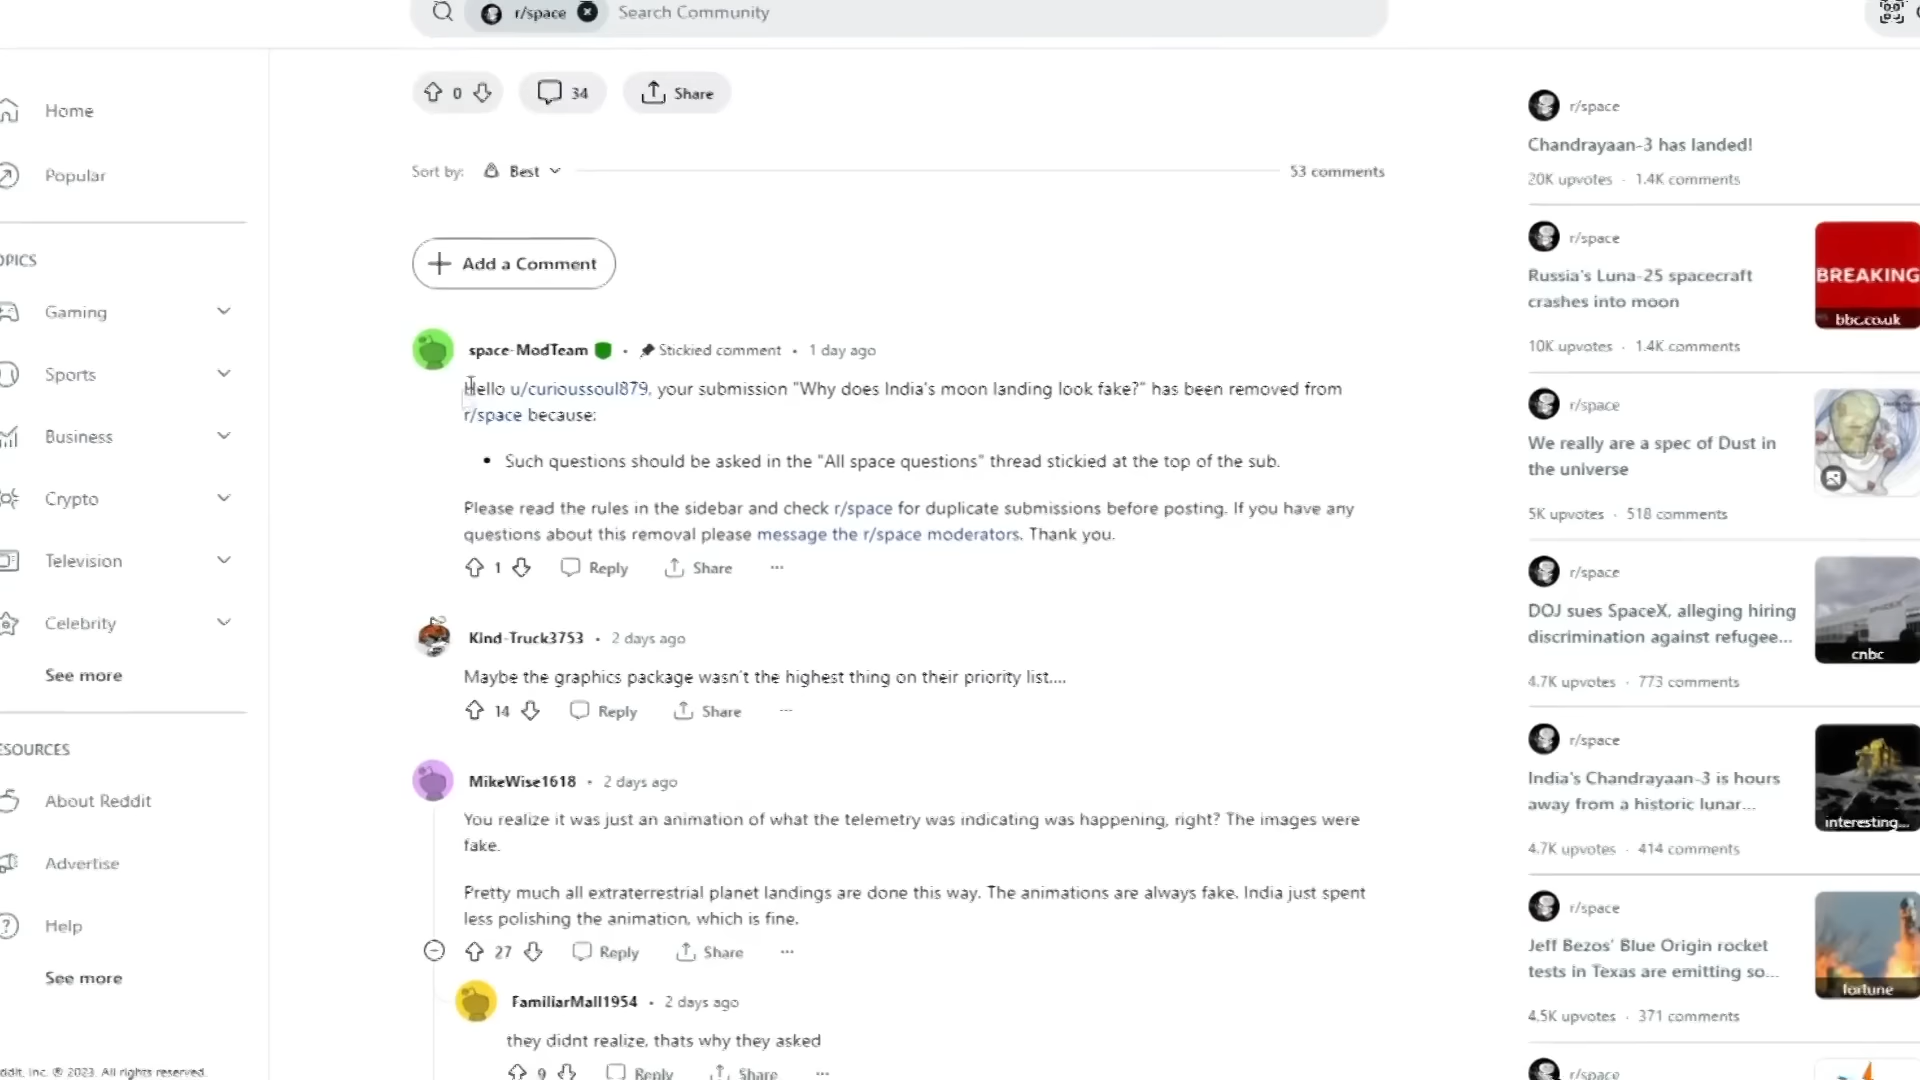 r/space
Search Community
0
34
Share
Home
Popular
OPICS
Gaming
Sports
Business
Crypto
Television
Celebrity
See more
ESOURCES
About Reddit
Advertise
Help
See more
ddit, Inc. © 2023. All rights reserved.
Sort by:
Best
53 comments
Add a Comment
space-ModTeam
Stickied comment • 1 day ago
Hello u/curioussoul879, your submission "Why does India's moon landing look fake?" has been removed from
r/space because:
• Such questions should be asked in the "All space questions" thread stickied at the top of the sub.
Please read the rules in the sidebar and check r/space for duplicate submissions before posting. If you have any
questions about this removal please message the r/space moderators. Thank you.
1 Reply Share ...
Kind-Truck3753 • 2 days ago
Maybe the graphics package wasn't the highest thing on their priority list....
14 Reply Share ...
MikeWise1618 • 2 days ago
You realize it was just an animation of what the telemetry was indicating was happening, right? The images were
fake.
Pretty much all extraterrestrial planet landings are done this way. The animations are always fake. India just spent
less polishing the animation, which is fine.
27 Reply Share ...
FamiliarMall1954 • 2 days ago
they didnt realize, thats why they asked
9 Reply Share ...
r/space
Chandrayaan-3 has landed!
20K upvotes · 1.4K comments
r/space
Russia's Luna-25 spacecraft
crashes into moon
BREAKING
bbc.co.uk
10K upvotes · 1.4K comments
r/space
We really are a spec of Dust in
the universe
5K upvotes · 518 comments
r/space
DOJ sues SpaceX, alleging hiring
discrimination against refugee...
cnbc
4.7K upvotes · 773 comments
r/space
India's Chandrayaan-3 is hours
away from a historic lunar...
interesting...
4.7K upvotes · 414 comments
r/space
Jeff Bezos' Blue Origin rocket
tests in Texas are emitting so...
fortune
4.5K upvotes · 371 comments
r/space